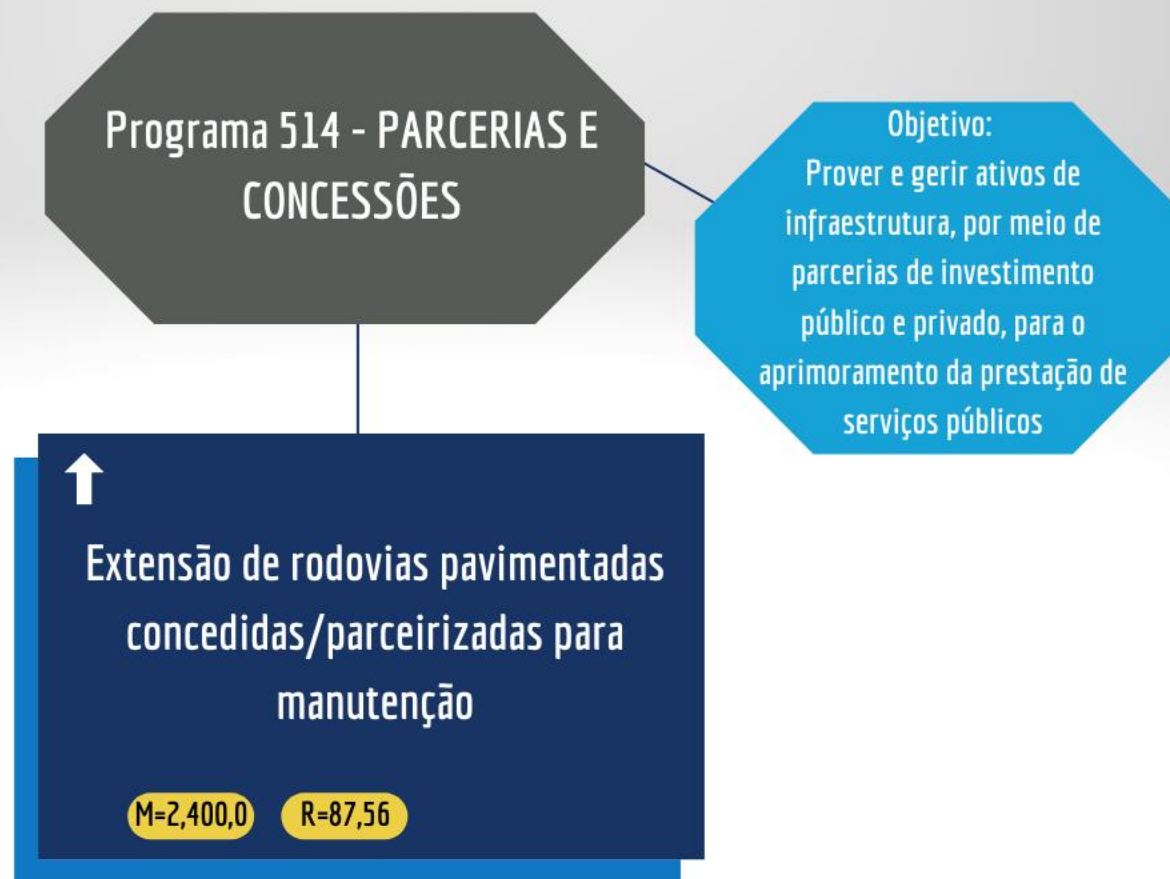 Programa 514 - PARCERIAS E
CONCESSÕES
Objetivo:
Prover e gerir ativos de
infraestrutura, por meio de
parcerias de investimento
público e privado, para o
aprimoramento da prestação de
serviços públicos
Extensão de rodovias pavimentadas
concedidas/parceirizadas para
manutenção
M=2,400,0
R=87,56